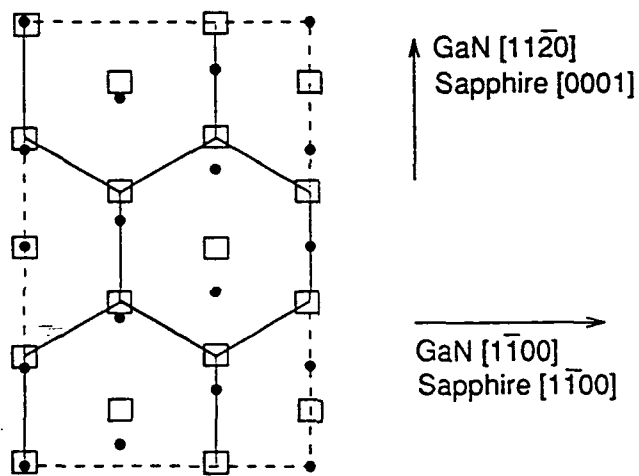 GaN [112̅0]
Sapphire [0001]
GaN [11̅00]
Sapphire [11̅00]